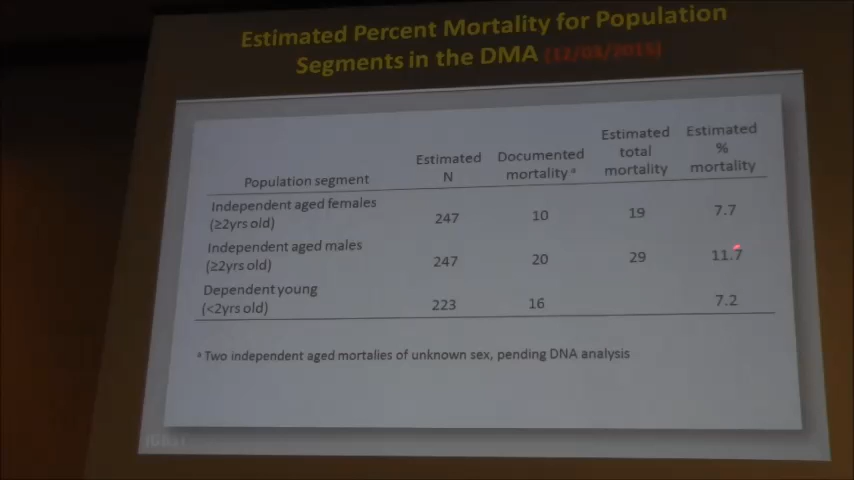 Estimated Percent Mortality for Population
Segments in the DMA
Population segment Estimated N Documented mortality ª Estimated total mortality Estimated % mortality
Independent aged females (≥2yrs old) 247 10 19 7.7
Independent aged males (≥2yrs old) 247 20 29 11.7
Dependent young (<2yrs old) 223 16 7.2
ª Two independent aged mortalies of unknown sex, pending DNA analysis